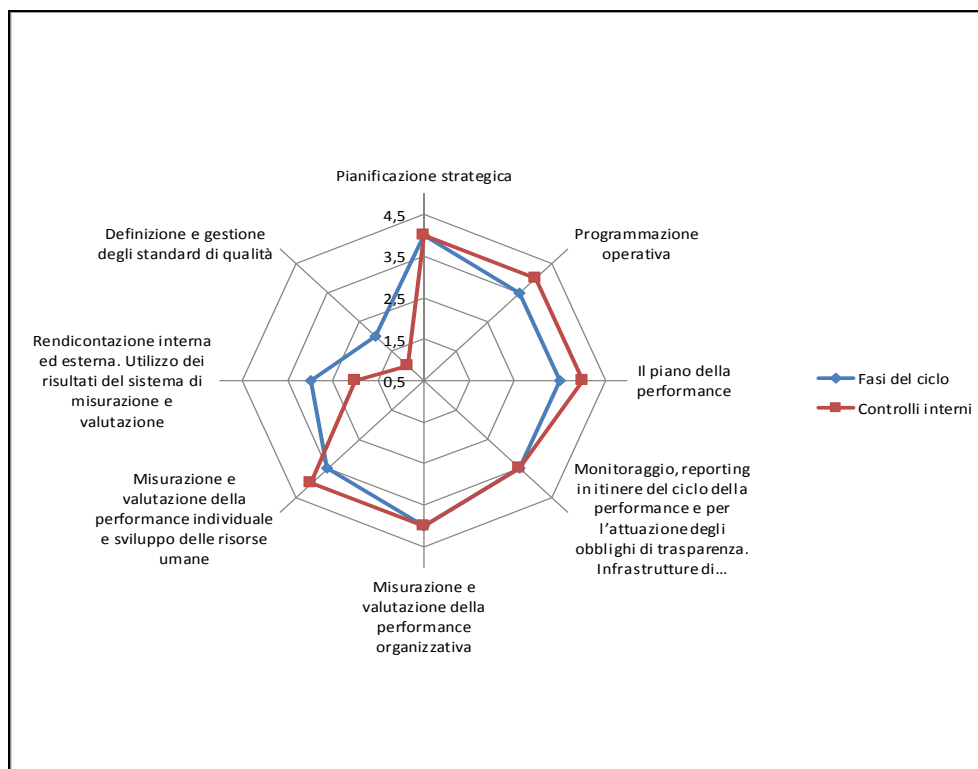 Pianificazione strategica
Definizione e gestione
degli standard di qualità
Programmazione
operativa
4,5
3,5
2,5
1,5
0,5
Rendicontazione interna
ed esterna. Utilizzo dei
risultati del sistema di
misurazione e
valutazione
Il piano della
performance
Fasi del ciclo
Controlli interni
Misurazione e
valutazione della
performance individuale
e sviluppo delle risorse
umane
Monitoraggio, reporting
in itinere del ciclo della
performance e per
l'attuazione degli
obblighi di trasparenza.
Infrastrutture di...
Misurazione e
valutazione della
performance
organizzativa